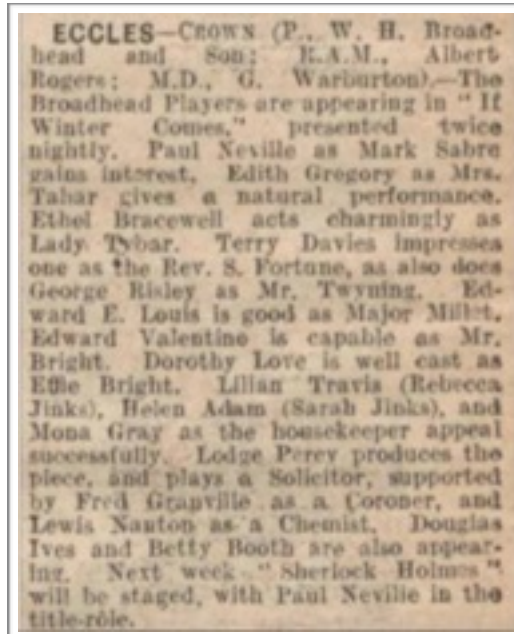 ECCLES—CROWN (P., W. H. Broad-
head and Son; R.A.M., Albert
Rogers; M.D., G. Warburton).—The
Broadhead Players are appearing in "If
Winter Comes," presented twice
nightly. Paul Neville as Mark Sabre
gains interest. Edith Gregory as Mrs.
Tabar gives a natural performance.
Ethel Bracewell acts charmingly as
Lady Tybar. Terry Davies impresses
one as the Rev. S. Fortune, as also does
George Risley as Mr. Twyning. Ed-
ward E. Louis is good as Major Millet.
Edward Valentine is capable as Mr.
Bright. Dorothy Love is well cast as
Effie Bright. Lilian Travis (Rebecca
Jinks), Helen Adam (Sarah Jinks), and
Mona Gray as the housekeeper appeal
successfully. Lodge Percy produces the
piece, and plays a Solicitor, supported
by Fred Granville as a Coroner, and
Lewis Nanton as a Chemist. Douglas
Ives and Betty Booth are also appear-
ing. Next week "Sherlock Holmes"
will be staged, with Paul Neville in the
title-rôle.